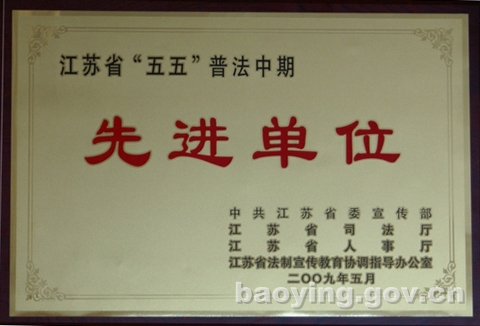 江苏省“五五”普法中期
先进单位
中共江苏省委宣传部
江苏省司法厅
江苏省人事厅
江苏省法制宣传教育协调指导办公室
二〇〇九年五月
baoying.gov.cn